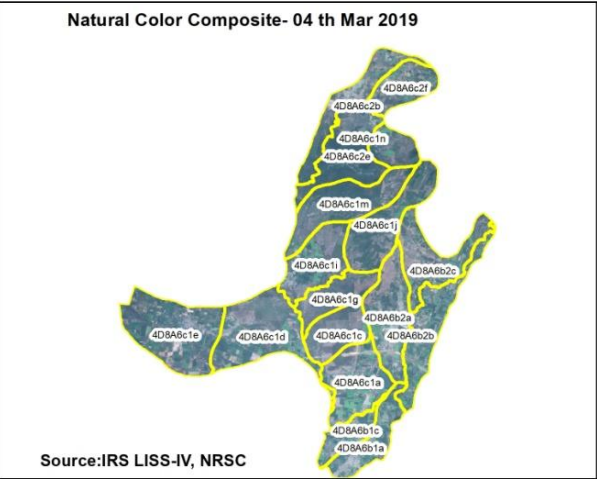 Natural Color Composite- 04 th Mar 2019
4D8A6c2f
4D8A6c2b
4D8A6c1n
4D8A6c2e
4D8A6c1m
4D8A6c1j
4D8A6c1i
4D8A6b2c
4D8A6c1g
4D8A6b2a
4D8A6c1e
4D8A6c1d
4D8A6c1c
4D8A6b2b
4D8A6c1a
4D8A6b1c
4D8A6b1a
Source:IRS LISS-IV, NRSC